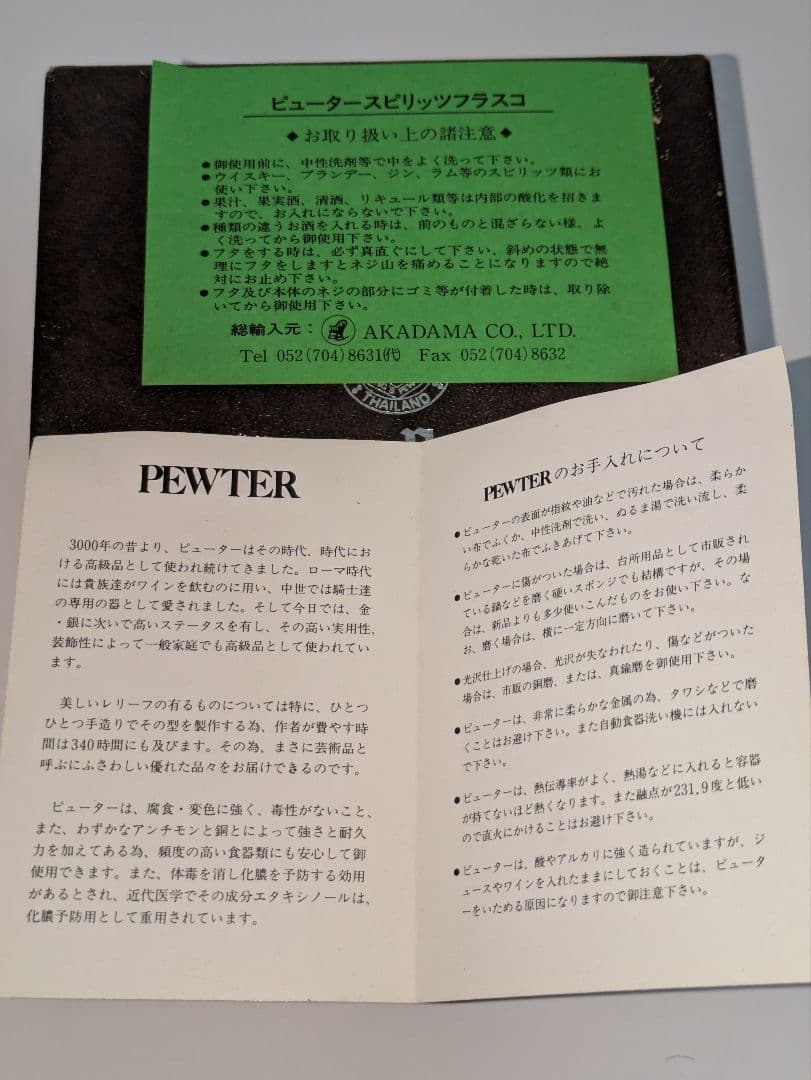 ピュータースピリッツフラスコ
◆お取り扱い上の諸注意◆
●御使用前に、中性洗剤等で中をよく洗って下さい。
●ウイスキー、ブランデー、ジン、ラム等のスピリッツ類にお
使い下さい。
●果汁、果実酒、清酒、リキュール類等は内部の酸化を招きま
すので、お入れにならないで下さい。
●種類の違うお酒を入れる時は、前のものと混ざらない様、よ
く洗ってから御使用下さい。
●フタをする時は、必ず真直ぐにして下さい、斜めの状態で無
理にフタをしますとネジ山を痛めることになりますので絶
対にお止め下さい。
●フタ及び本体のネジの部分にゴミ等が付着した時は、取り除
いてから御使用下さい。
総輸入元: AKADAMA CO., LTD.
Tel 052(704)8631㈹ Fax 052(704)8632
THAILAND
PEWTER
3000年の昔より、ピューターはその時代、時代にお
ける高級品として使われ続けてきました。ローマ時代
には貴族達がワインを飲むのに用い、中世では騎士達
の専用の器として愛されました。そして今日では、金
・銀に次いで高いステータスを有し、その高い実用性、
装飾性によって一般家庭でも高級品として使われてい
ます。
美しいレリーフの有るものについては特に、ひとつ
ひとつ手造りでその型を製作する為、作者が費やす時
間は340時間にも及びます。その為、まさに芸術品と
呼ぶにふさわしい優れた品々をお届けできるのです。
ピューターは、腐食・変色に強く、毒性がないこと、
また、わずかなアンチモンと銅とによって強さと耐久
力を加えてある為、頻度の高い食器類にも安心して御
使用できます。また、体毒を消し化膿を予防する効用
があるとされ、近代医学でその成分エタキシノールは、
化膿予防用として重用されています。
PEWTERのお手入れについて
●ピューターの表面が指紋や油などで汚れた場合は、柔らか
い布でふくか、中性洗剤で洗い、ぬるま湯で洗い流し、柔
らかな乾いた布でふきあげて下さい。
●ピューターに傷がついた場合は、台所用品として市販され
ている鍋などを磨く硬いスポンジでも結構ですが、その場
合は、新品よりも多少使いこんだものをお使い下さい。な
お、磨く場合は、横に一定方向に磨いて下さい。
●光沢仕上げの場合、光沢が失なわれたり、傷などがついた
場合は、市販の銅磨、または、真鍮磨を御使用下さい。
●ピューターは、非常に柔らかな金属の為、タワシなどで磨
くことはお避け下さい。また自動食器洗い機には入れない
で下さい。
●ピューターは、熱伝導率がよく、熱湯などに入れると容器
が持てないほど熱くなります。また融点が231,9度と低い
ので直火にかけることはお避け下さい。
●ピューターは、酸やアルカリに強く造られていますが、ジ
ュースやワインを入れたままにしておくことは、ピュータ
ーをいためる原因になりますので御注意下さい。